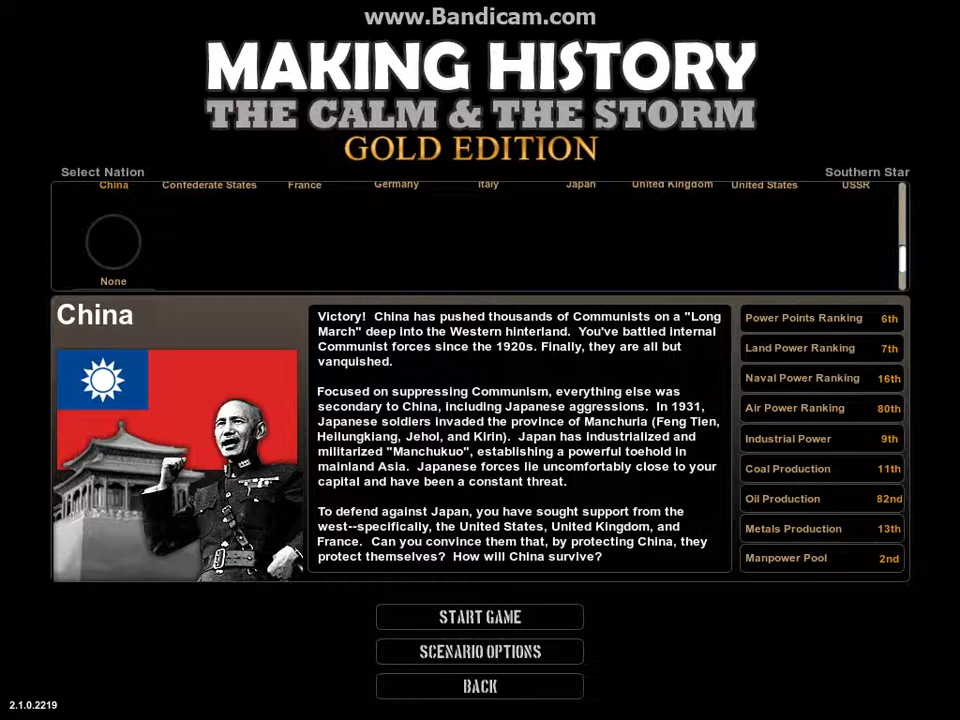 www.Bandicam.com
MAKING HISTORY
THE CALM & THE STORM
GOLD EDITION
Select Nation
Southern Star
China
Confederate States
France
Germany
Italy
Japan
United Kingdom
United States
USSR
None
China
Victory! China has pushed thousands of Communists on a "Long
March" deep into the Western hinterland. You've battled internal
Communist forces since the 1920s. Finally, they are all but
vanquished.
Focused on suppressing Communism, everything else was
secondary to China, including Japanese aggressions. In 1931,
Japanese soldiers invaded the province of Manchuria (Feng Tien,
Heilungkiang, Jehol, and Kirin). Japan has industrialized and
militarized "Manchukuo", establishing a powerful toehold in
mainland Asia. Japanese forces lie uncomfortably close to your
capital and have been a constant threat.
To defend against Japan, you have sought support from the
west--specifically, the United States, United Kingdom, and
France. Can you convince them that, by protecting China, they
protect themselves? How will China survive?
Power Points Ranking 6th
Land Power Ranking 7th
Naval Power Ranking 16th
Air Power Ranking 80th
Industrial Power 9th
Coal Production 11th
Oil Production 82nd
Metals Production 13th
Manpower Pool 2nd
START GAME
SCENARIO OPTIONS
BACK
2.1.0.2219